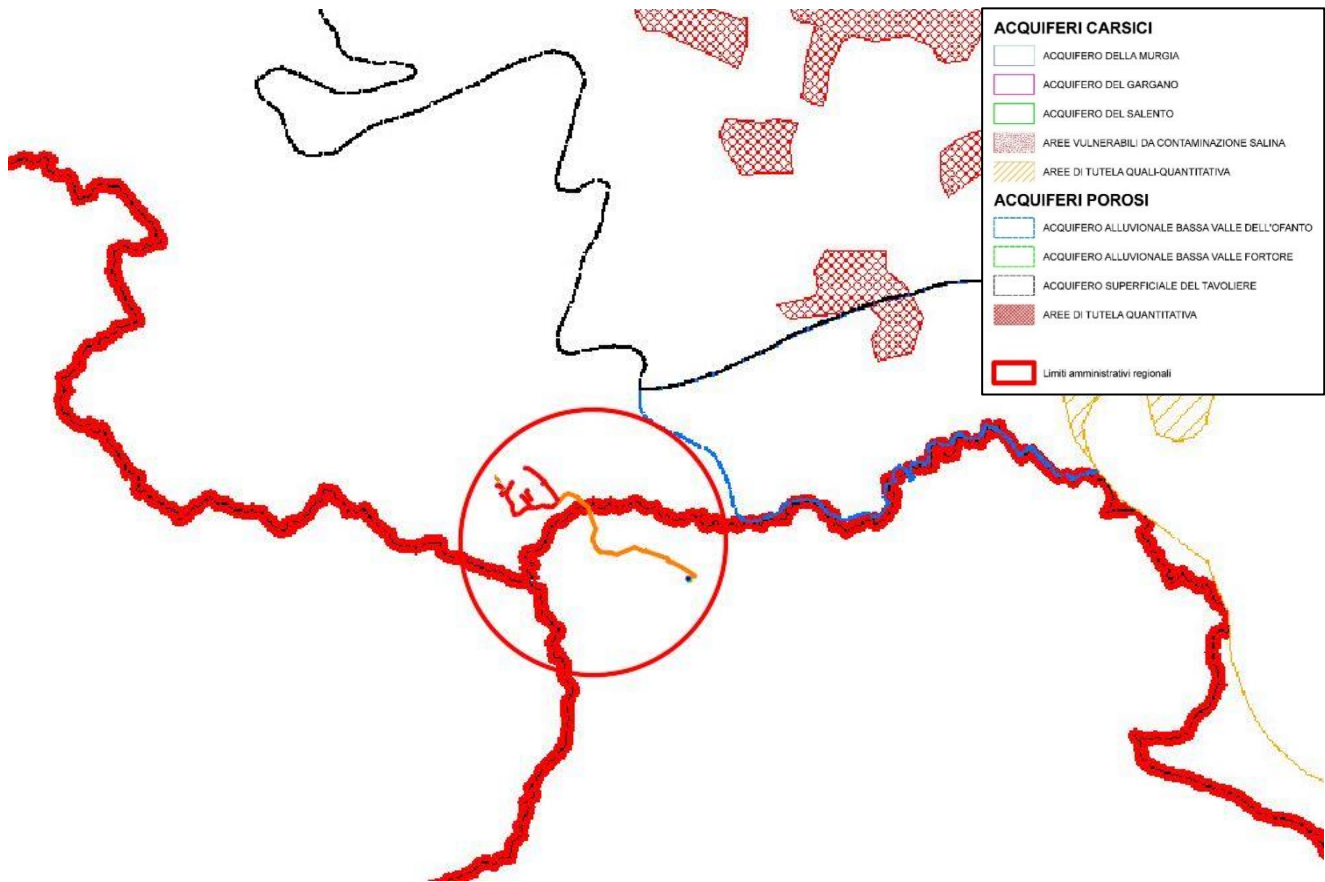 ACQUIFERI CARSICI
ACQUIFERO DELLA MURGIA
ACQUIFERO DEL GARGANO
ACQUIFERO DEL SALENTO
AREE VULNERABILI DA CONTAMINAZIONE SALINA
AREE DI TUTELA QUALI-QUANTITATIVA
ACQUIFERI POROSI
ACQUIFERO ALLUVIONALE BASSA VALLE DELL'OFANTO
ACQUIFERO ALLUVIONALE BASSA VALLE FORTORE
ACQUIFERO SUPERFICIALE DEL TAVOLIERE
AREE DI TUTELA QUANTITATIVA
Limiti amministrativi regionali